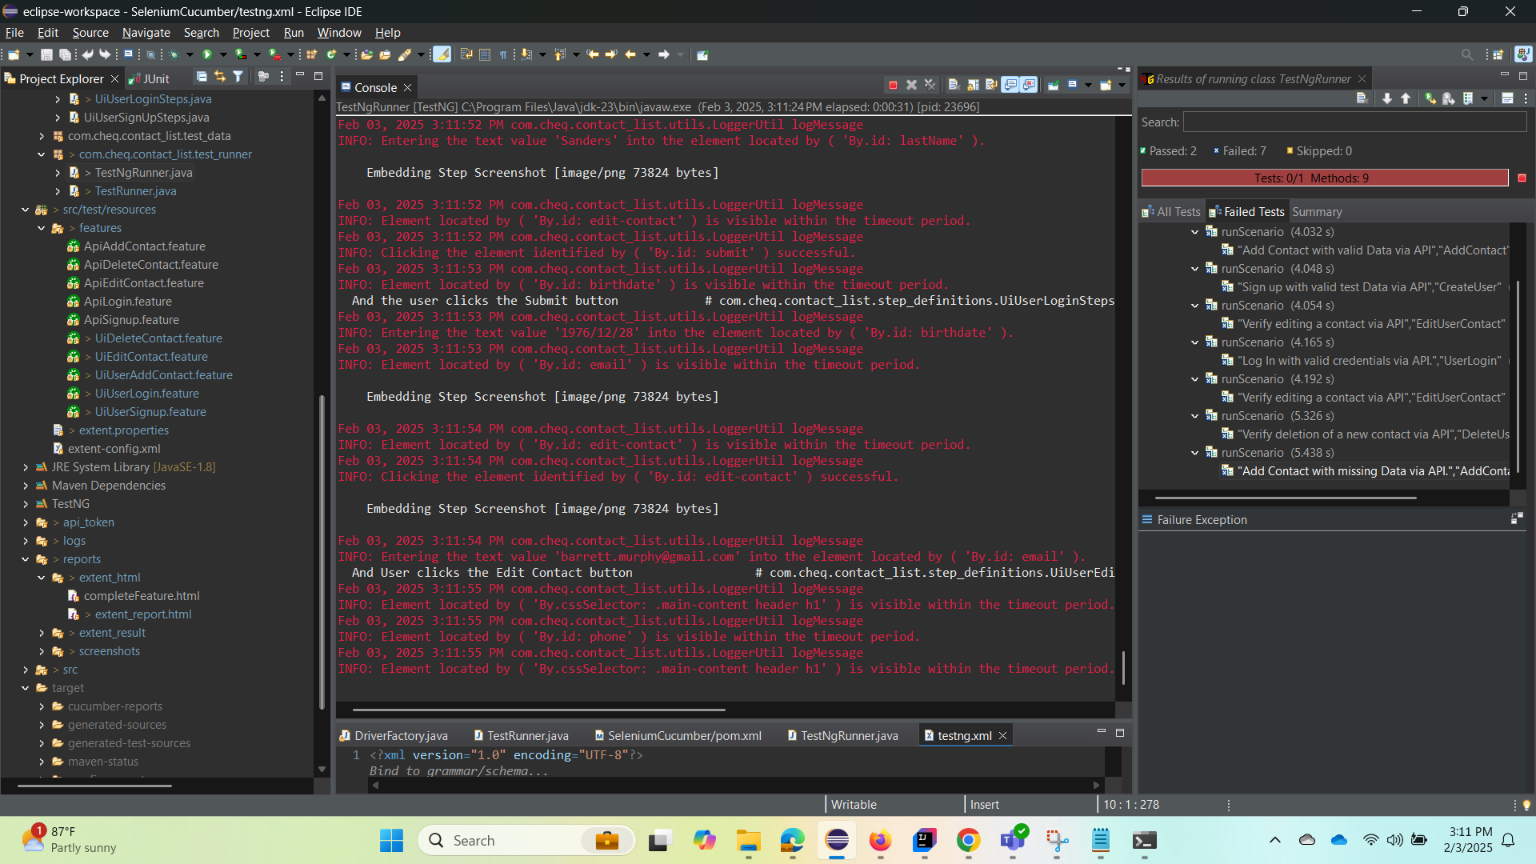 eclipse-workspace - SeleniumCucumber/testng.xml - Eclipse IDE
File Edit Source Navigate Search Project Run Window Help
Project Explorer
JUnit
UiUserLoginSteps.java
UiUserSignUpSteps.java
com.cheq.contact_list.test_data
> com.cheq.contact_list.test_runner
> TestNgRunner.java
> TestRunner.java
> src/test/resources
> features
ApiAddContact.feature
ApiDeleteContact.feature
ApiEditContact.feature
ApiLogin.feature
ApiSignup.feature
> UiDeleteContact.feature
> UiEditContact.feature
> UiUserAddContact.feature
> UiUserLogin.feature
> UiUserSignup.feature
> extent.properties
extent-config.xml
JRE System Library [JavaSE-1.8]
Maven Dependencies
TestNG
> api_token
> logs
> reports
> extent_html
completeFeature.html
> extent_report.html
> extent_result
> screenshots
> src
target
cucumber-reports
generated-sources
generated-test-sources
maven-status
Console
TestNgRunner [TestNG] C:\Program Files\Java\jdk-23\bin\javaw.exe (Feb 3, 2025, 3:11:24 PM elapsed: 0:00:31) [pid: 23696]
Feb 03, 2025 3:11:52 PM com.cheq.contact_list.utils.LoggerUtil logMessage
INFO: Entering the text value 'Sanders' into the element located by ( 'By.id: lastName' ).
Embedding Step Screenshot [image/png 73824 bytes]
Feb 03, 2025 3:11:52 PM com.cheq.contact_list.utils.LoggerUtil logMessage
INFO: Element located by ( 'By.id: edit-contact' ) is visible within the timeout period.
Feb 03, 2025 3:11:52 PM com.cheq.contact_list.utils.LoggerUtil logMessage
INFO: Clicking the element identified by ( 'By.id: submit' ) successful.
Feb 03, 2025 3:11:53 PM com.cheq.contact_list.utils.LoggerUtil logMessage
INFO: Element located by ( 'By.id: birthdate' ) is visible within the timeout period.
And the user clicks the Submit button # com.cheq.contact_list.step_definitions.UiUserLoginSteps
Feb 03, 2025 3:11:53 PM com.cheq.contact_list.utils.LoggerUtil logMessage
INFO: Entering the text value '1976/12/28' into the element located by ( 'By.id: birthdate' ).
Feb 03, 2025 3:11:53 PM com.cheq.contact_list.utils.LoggerUtil logMessage
INFO: Element located by ( 'By.id: email' ) is visible within the timeout period.
Embedding Step Screenshot [image/png 73824 bytes]
Feb 03, 2025 3:11:54 PM com.cheq.contact_list.utils.LoggerUtil logMessage
INFO: Element located by ( 'By.id: edit-contact' ) is visible within the timeout period.
Feb 03, 2025 3:11:54 PM com.cheq.contact_list.utils.LoggerUtil logMessage
INFO: Clicking the element identified by ( 'By.id: edit-contact' ) successful.
Embedding Step Screenshot [image/png 73824 bytes]
Feb 03, 2025 3:11:54 PM com.cheq.contact_list.utils.LoggerUtil logMessage
INFO: Entering the text value 'barrett.murphy@gmail.com' into the element located by ( 'By.id: email' ).
And User clicks the Edit Contact button # com.cheq.contact_list.step_definitions.UiUserEdi
Feb 03, 2025 3:11:55 PM com.cheq.contact_list.utils.LoggerUtil logMessage
INFO: Element located by ( 'By.cssSelector: .main-content header h1' ) is visible within the timeout period.
Feb 03, 2025 3:11:55 PM com.cheq.contact_list.utils.LoggerUtil logMessage
INFO: Element located by ( 'By.id: phone' ) is visible within the timeout period.
Feb 03, 2025 3:11:55 PM com.cheq.contact_list.utils.LoggerUtil logMessage
INFO: Element located by ( 'By.cssSelector: .main-content header h1' ) is visible within the timeout period.
DriverFactory.java TestRunner.java SeleniumCucumber/pom.xml TestNgRunner.java testng.xml
1 <?xml version="1.0" encoding="UTF-8"?>
Bind to grammar/schema...
Results of running class TestNgRunner
Search:
Passed: 2 Failed: 7 Skipped: 0
Tests: 0/1 Methods: 9
All Tests Failed Tests Summary
runScenario (4.032 s)
"Add Contact with valid Data via API","AddContact"
runScenario (4.048 s)
"Sign up with valid test Data via API","CreateUser"
runScenario (4.054 s)
"Verify editing a contact via API","EditUserContact"
runScenario (4.165 s)
"Log In with valid credentials via API.","UserLogin"
runScenario (4.192 s)
"Verify editing a contact via API","EditUserContact"
runScenario (5.326 s)
"Verify deletion of a new contact via API","DeleteUs
runScenario (5.438 s)
"Add Contact with missing Data via API.","AddConta
Failure Exception
Writable Insert 10 : 1 : 278
1
87°F
Partly sunny
Search
3:11 PM
2/3/2025